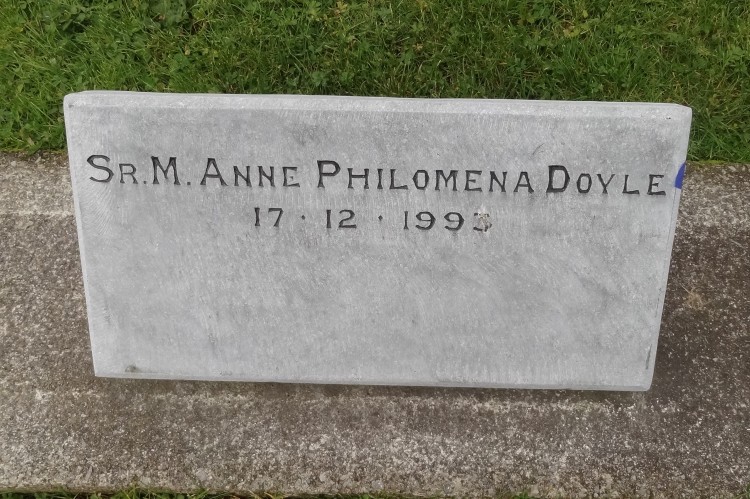 Sr. M. Anne Philomena Doyle
17 · 12 · 1993